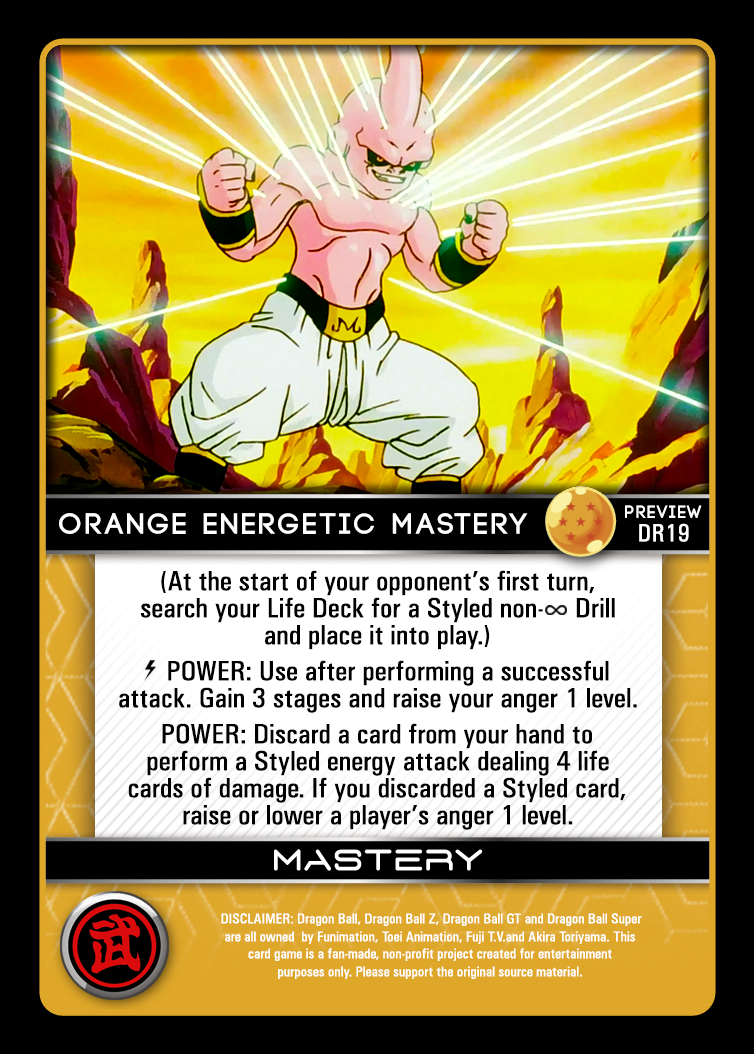 M
ORANGE ENERGETIC MASTERY
PREVIEW
DR19
(At the start of your opponent's first turn,
search your Life Deck for a Styled non-∞ Drill
and place it into play.)
POWER: Use after performing a successful
attack. Gain 3 stages and raise your anger 1 level.
POWER: Discard a card from your hand to
perform a Styled energy attack dealing 4 life
cards of damage. If you discarded a Styled card,
raise or lower a player's anger 1 level.
MASTERY
武
DISCLAIMER: Dragon Ball, Dragon Ball Z, Dragon Ball GT and Dragon Ball Super
are all owned by Funimation, Toei Animation, Fuji T.V.and Akira Toriyama. This
card game is a fan-made, non-profit project created for entertainment
purposes only. Please support the original source material.